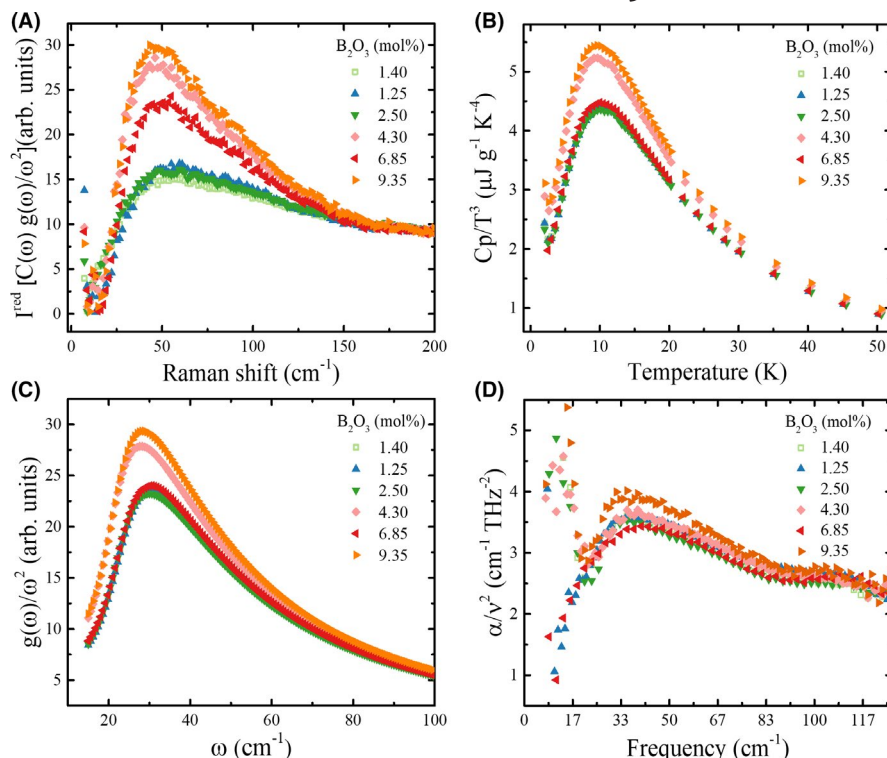 (A)
I^red [C(ω) g(ω)/ω²](arb. units)
30
25
20
15
10
5
0
B₂O₃ (mol%)
1.40
1.25
2.50
4.30
6.85
9.35
0 50 100 150 200
Raman shift (cm⁻¹)
(B)
Cp/T³ (μJ g⁻¹ K⁻⁴)
5
4
3
2
1
B₂O₃ (mol%)
1.40
1.25
2.50
4.30
6.85
9.35
0 10 20 30 40 50
Temperature (K)
(C)
g(ω)/ω² (arb. units)
30
25
20
15
10
5
B₂O₃ (mol%)
1.40
1.25
2.50
4.30
6.85
9.35
20 40 60 80 100
ω (cm⁻¹)
(D)
α/ν² (cm⁻¹ THz⁻²)
5
4
3
2
1
B₂O₃ (mol%)
1.40
1.25
2.50
4.30
6.85
9.35
0 17 33 50 67 83 100 117
Frequency (cm⁻¹)